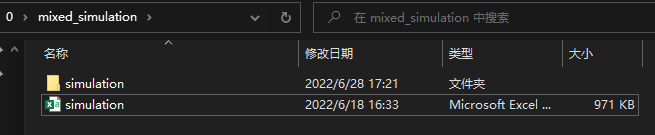 0 › mixed_simulation › 在 mixed_simulation 中搜索
名称 修改日期 类型 大小
simulation 2022/6/28 17:21 文件夹
simulation 2022/6/18 16:33 Microsoft Excel ... 971 KB